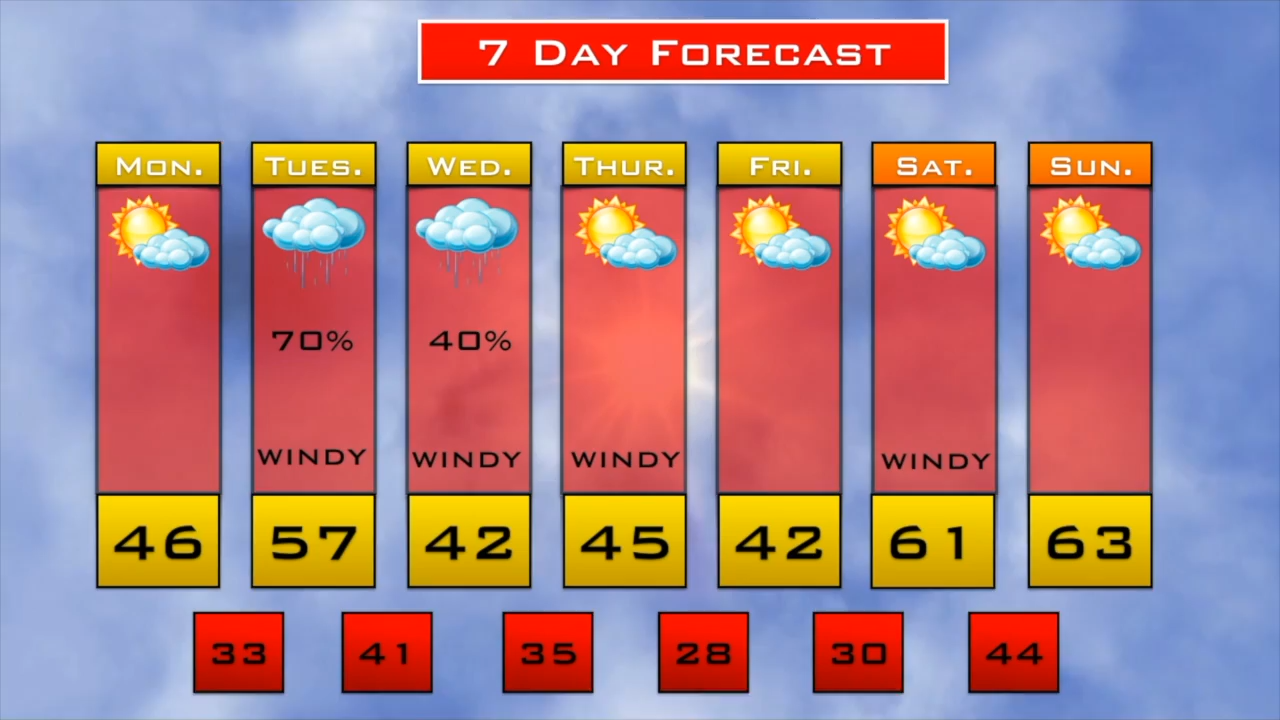 7 Day Forecast
Mon. Tues. Wed. Thur. Fri. Sat. Sun.
70% 40%
WINDY WINDY WINDY WINDY
46 57 42 45 42 61 63
33 41 35 28 30 44